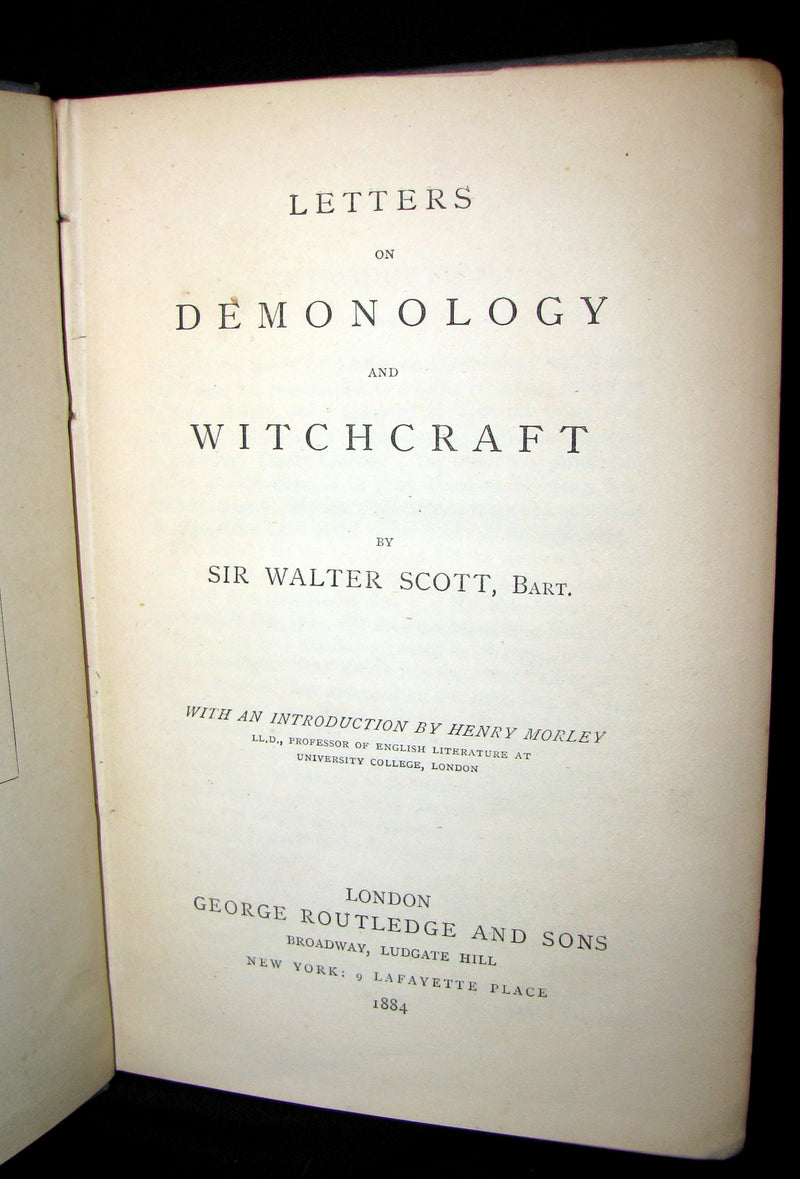 LETTERS
ON
DEMONOLOGY
AND
WITCHCRAFT
BY
SIR WALTER SCOTT, BART.
WITH AN INTRODUCTION BY HENRY MORLEY
LL.D., PROFESSOR OF ENGLISH LITERATURE AT
UNIVERSITY COLLEGE, LONDON
LONDON
GEORGE ROUTLEDGE AND SONS
BROADWAY, LUDGATE HILL
NEW YORK: 9 LAFAYETTE PLACE
1884